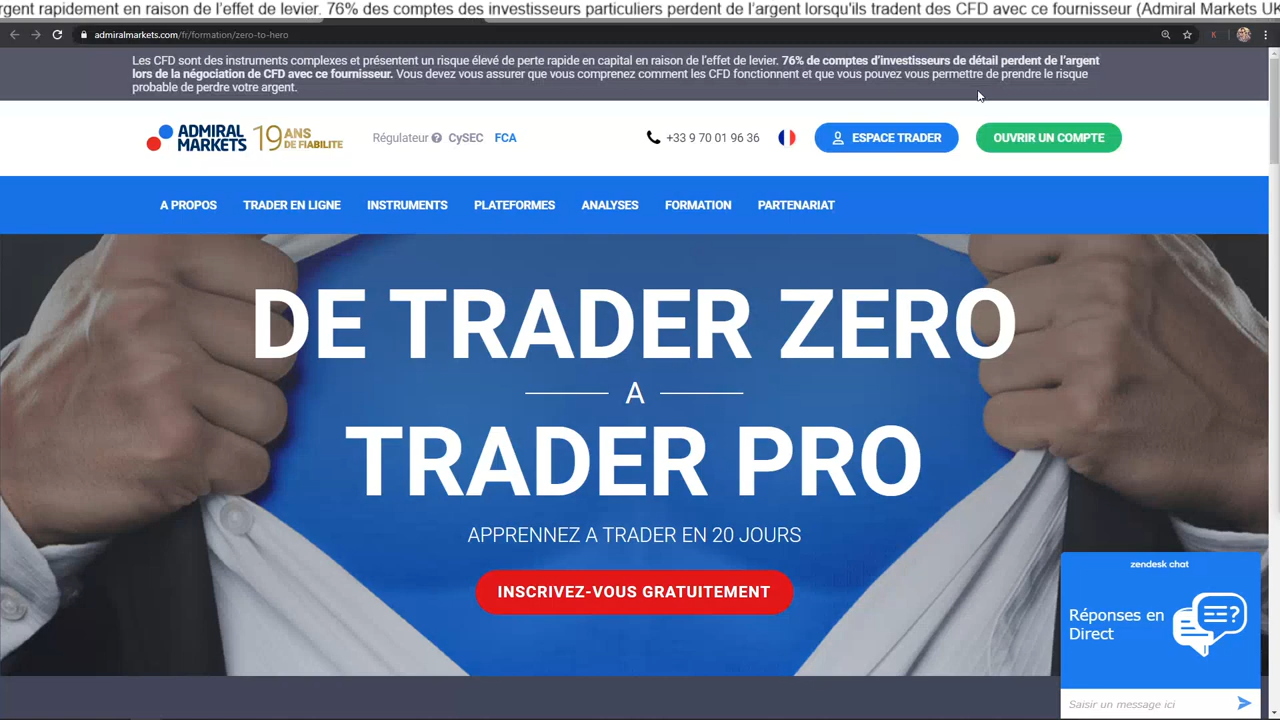 rgent rapidement en raison de l'effet de levier. 76% des comptes des investisseurs particuliers perdent de l'argent lorsqu'ils tradent des CFD avec ce fournisseur (Admiral Markets UK
admiralmarkets.com/fr/formation/zero-to-hero
K
Les CFD sont des instruments complexes et présentent un risque élevé de perte rapide en capital en raison de l'effet de levier. 76% de comptes d'investisseurs de détail perdent de l'argent
lors de la négociation de CFD avec ce fournisseur. Vous devez vous assurer que vous comprenez comment les CFD fonctionnent et que vous pouvez vous permettre de prendre le risque
probable de perdre votre argent.
ADMIRAL MARKETS 19 ANS DE FIABILITE Régulateur ? CySEC FCA +33 9 70 01 96 36 ESPACE TRADER OUVRIR UN COMPTE
A PROPOS TRADER EN LIGNE INSTRUMENTS PLATEFORMES ANALYSES FORMATION PARTENARIAT
DE TRADER ZERO
A
TRADER PRO
APPRENNEZ A TRADER EN 20 JOURS
INSCRIVEZ-VOUS GRATUITEMENT
zendesk chat
Réponses en
Direct
Saisir un message ici